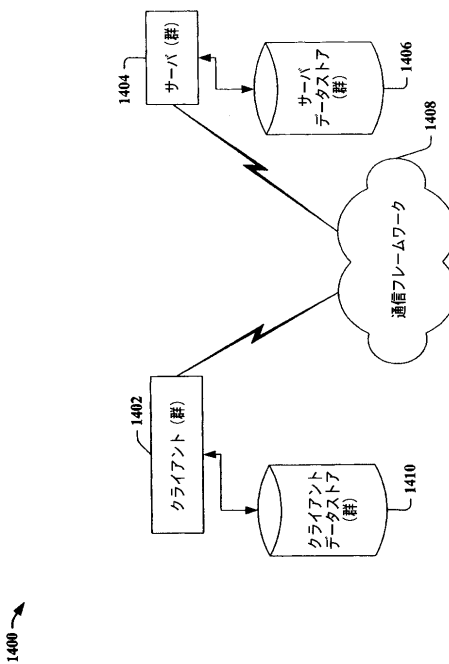 1400
1402
クライアント（群）
1404
サーバ（群）
クライアント
データストア
（群）
1410
サーバ
データストア
（群）
1406
通信フレームワーク
1408